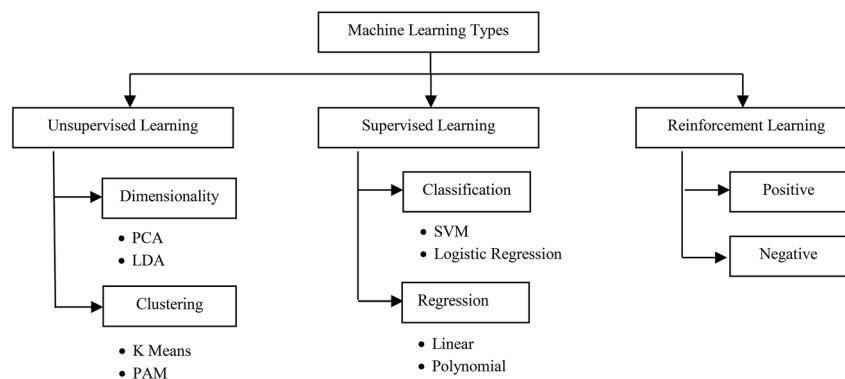 Machine Learning Types
Unsupervised Learning
Dimensionality
• PCA
• LDA
Clustering
• K Means
• PAM
Supervised Learning
Classification
• SVM
• Logistic Regression
Regression
• Linear
• Polynomial
Reinforcement Learning
Positive
Negative